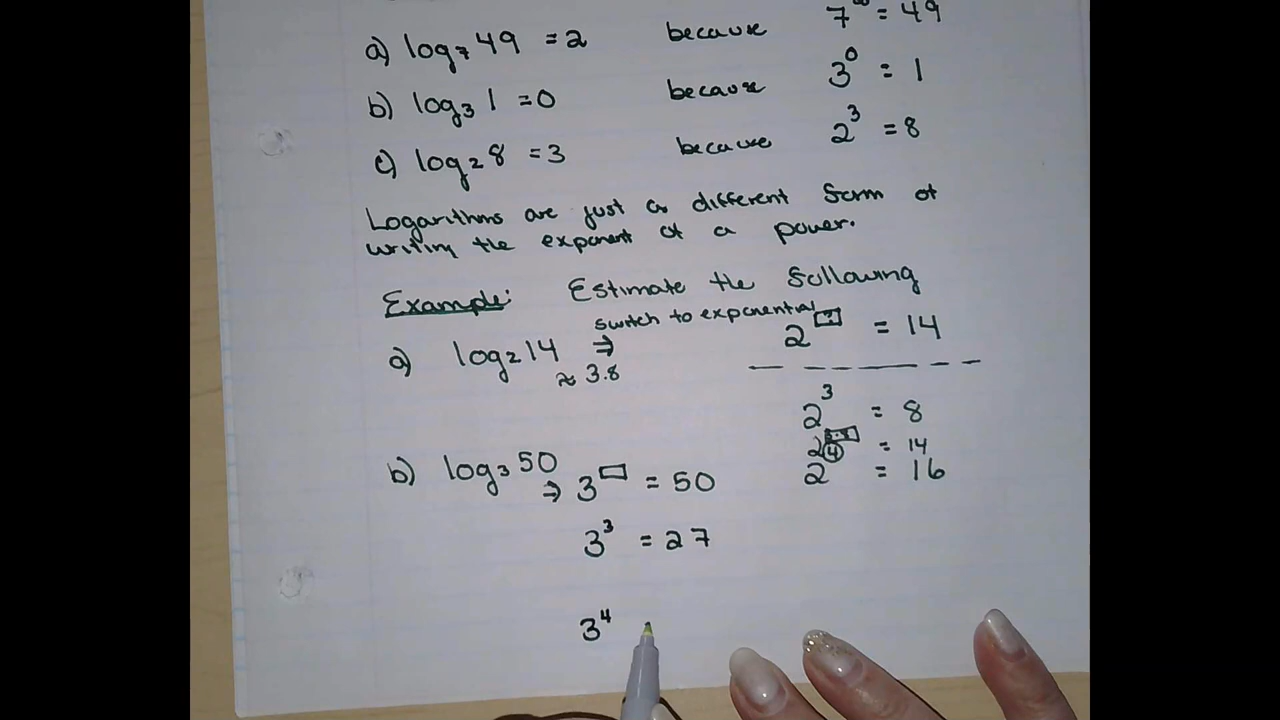 7 = 49
a) log₇ 49 = 2 because
b) log₃ 1 = 0 because 3⁰ = 1
c) log₂ 8 = 3 because 2³ = 8
Logarithms are just a different form of
writing the exponent of a power.
Example: Estimate the following
switch to exponential
a) log₂ 14 ⇒ 2^□ = 14
≈ 3.8
2³ = 8
2^□ = 14
b) log₃ 50 ⇒ 3^□ = 50
2⁴ = 16
3³ = 27
3⁴